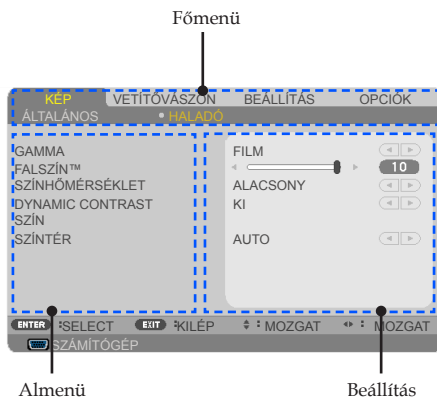 Főmenü
KÉP VETÍTŐVÁSZON BEÁLLÍTÁS OPCIÓK
ÁLTALÁNOS • HALADÓ
GAMMA FILM
FALSZÍN™ 10
SZÍNHŐMÉRSÉKLET ALACSONY
DYNAMIC CONTRAST KI
SZÍN
SZÍNTÉR AUTO
ENTER :SELECT EXIT :KILÉP : MOZGAT : MOZGAT
SZÁMÍTÓGÉP
Almenü Beállítás